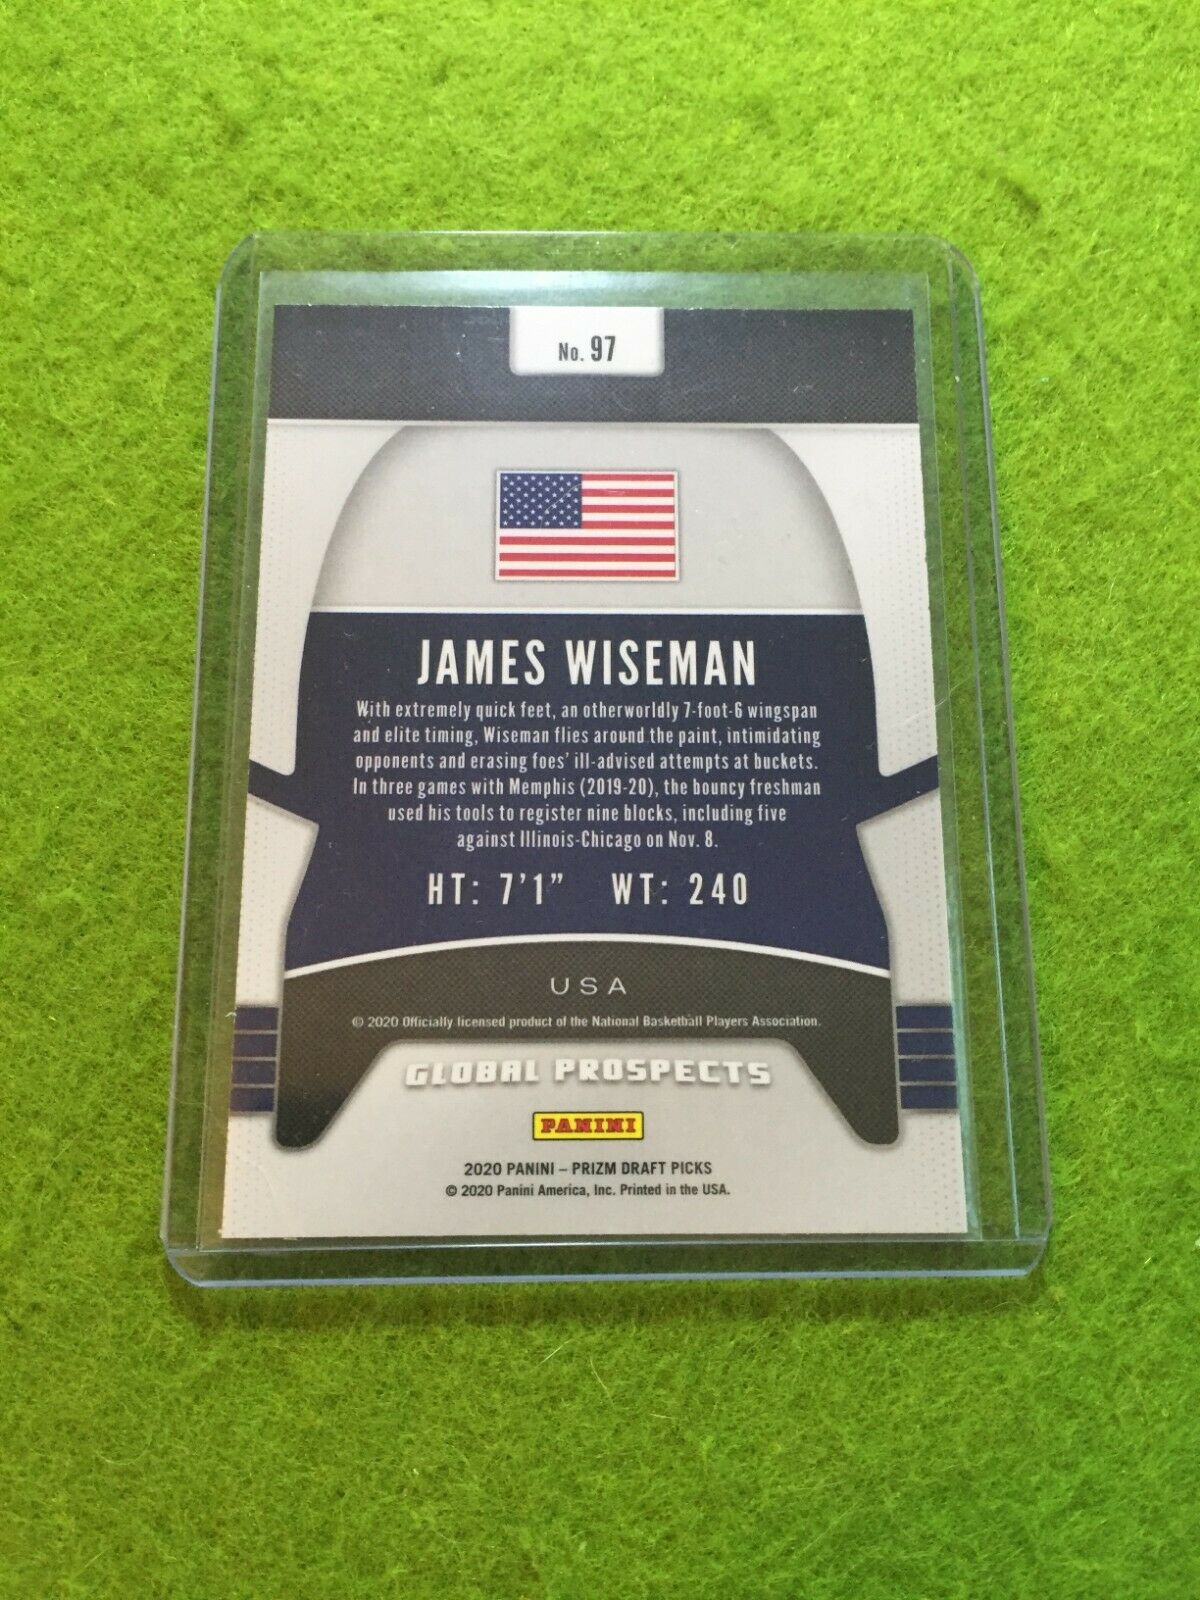 No. 97
JAMES WISEMAN
With extremely quick feet, an otherworldly 7-foot-6 wingspan
and elite timing, Wiseman flies around the paint, intimidating
opponents and erasing foes' ill-advised attempts at buckets.
In three games with Memphis (2019-20), the bouncy freshman
used his tools to register nine blocks, including five
against Illinois-Chicago on Nov. 8.
HT: 7'1" WT: 240
USA
© 2020 Officially licensed product of the National Basketball Players Association.
GLOBAL PROSPECTS
PANINI
2020 PANINI – PRIZM DRAFT PICKS
© 2020 Panini America, Inc. Printed in the USA.